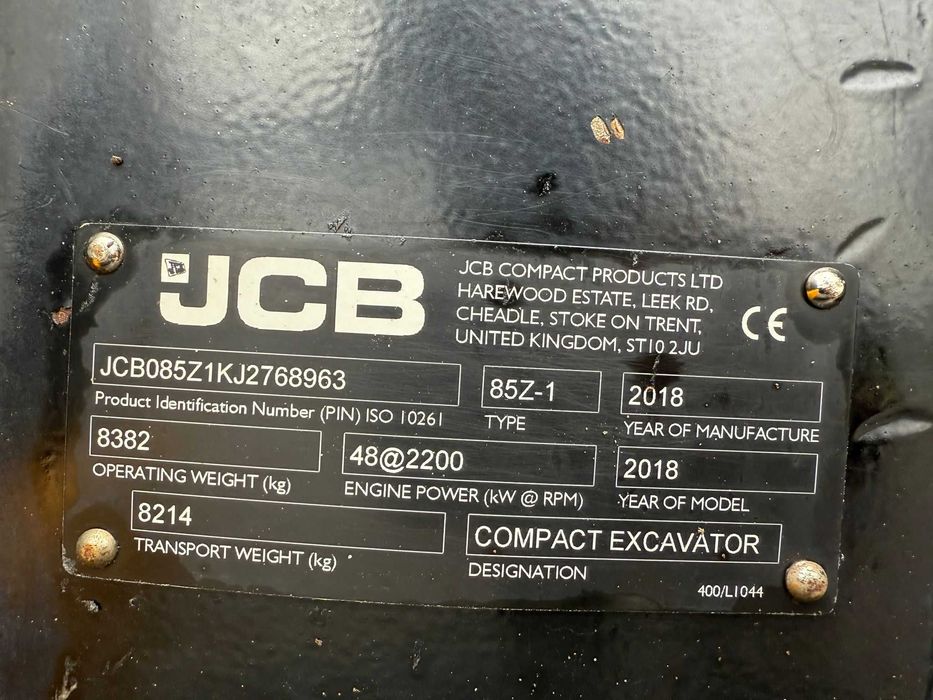 JCB
JCB COMPACT PRODUCTS LTD
HAREWOOD ESTATE, LEEK RD,
CHEADLE, STOKE ON TRENT,
UNITED KINGDOM, ST10 2JU
CE
JCB085Z1KJ2768963
Product Identification Number (PIN) ISO 10261
85Z-1
TYPE
2018
YEAR OF MANUFACTURE
8382
OPERATING WEIGHT (kg)
48@2200
ENGINE POWER (kW @ RPM)
2018
YEAR OF MODEL
8214
TRANSPORT WEIGHT (kg)
COMPACT EXCAVATOR
DESIGNATION
400/L1044